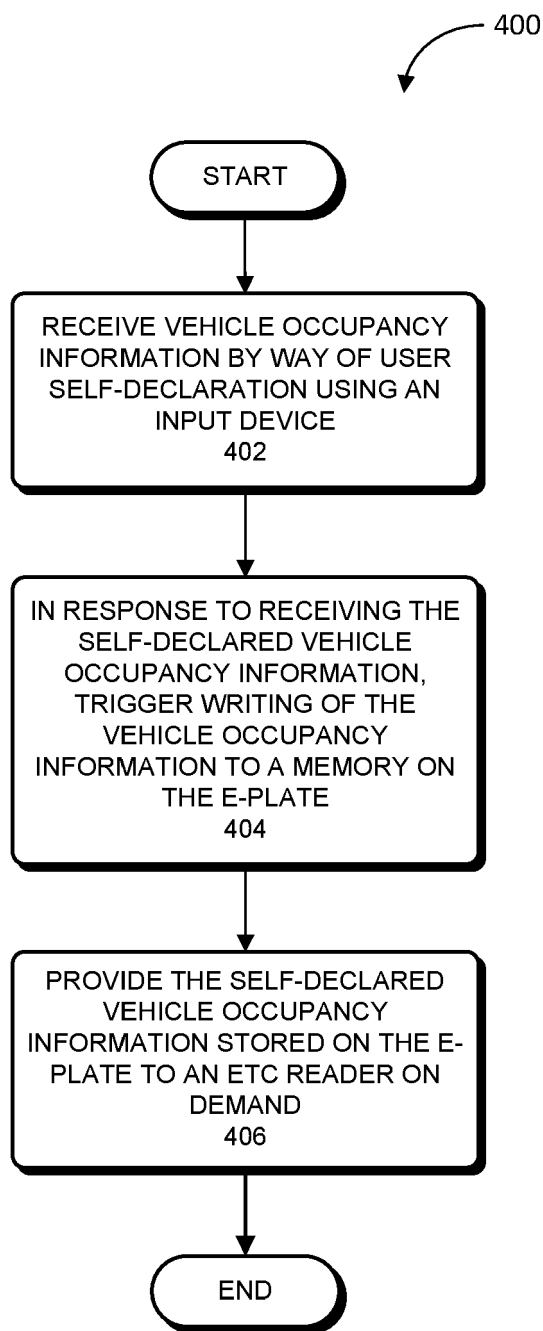 400
START
RECEIVE VEHICLE OCCUPANCY
INFORMATION BY WAY OF USER
SELF-DECLARATION USING AN
INPUT DEVICE
402
IN RESPONSE TO RECEIVING THE
SELF-DECLARED VEHICLE
OCCUPANCY INFORMATION,
TRIGGER WRITING OF THE
VEHICLE OCCUPANCY
INFORMATION TO A MEMORY ON
THE E-PLATE
404
PROVIDE THE SELF-DECLARED
VEHICLE OCCUPANCY
INFORMATION STORED ON THE E-
PLATE TO AN ETC READER ON
DEMAND
406
END